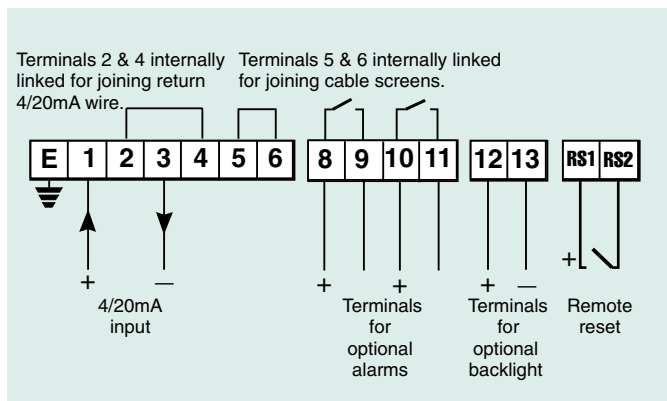 Terminals 2 & 4 internally
linked for joining return
4/20mA wire.
Terminals 5 & 6 internally linked
for joining cable screens.
E 1 2 3 4 5 6
8 9 10 11
12 13
RS1 RS2
+ —
4/20mA
input
+ +
Terminals
for
optional
alarms
+ —
Terminals
for
optional
backlight
+
Remote
reset